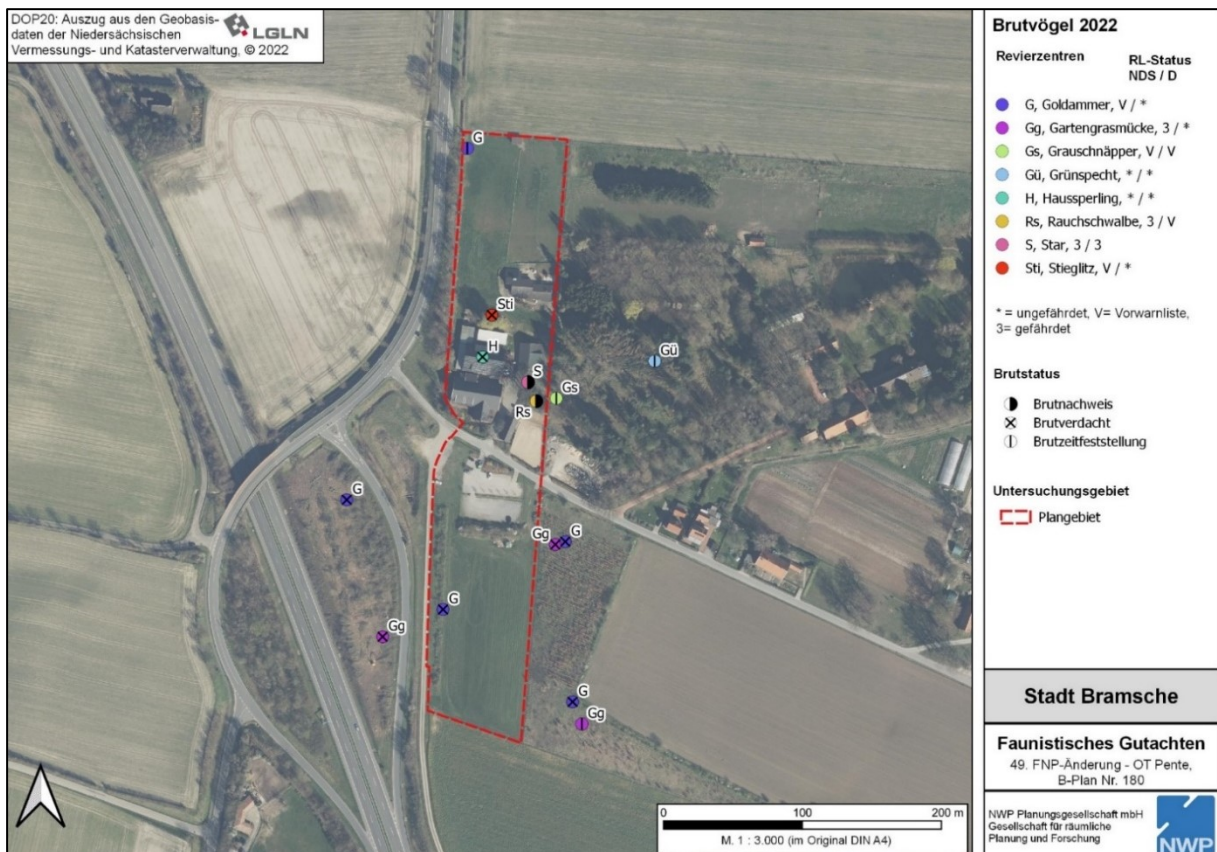 DOP20: Auszug aus den Geobasis-
daten der Niedersächsischen
Vermessungs- und Katasterverwaltung, © 2022
LGLN
G
Sti
H
S
Rs
Gs
Gü
G
Gg
G
G
Gg
G
Gg
0 100 200 m
M. 1 : 3.000 (im Original DIN A4)
Brutvögel 2022
Revierzentren RL-Status
NDS / D
G, Goldammer, V / *
Gg, Gartengrasmücke, 3 / *
Gs, Grauschnäpper, V / V
Gü, Grünspecht, * / *
H, Haussperling, * / *
Rs, Rauchschwalbe, 3 / V
S, Star, 3 / 3
Sti, Stieglitz, V / *
* = ungefährdet, V= Vorwarnliste,
3= gefährdet
Brutstatus
Brutnachweis
Brutverdacht
Brutzeitfeststellung
Untersuchungsgebiet
Plangebiet
Stadt Bramsche
Faunistisches Gutachten
49. FNP-Änderung - OT Pente,
B-Plan Nr. 180
NWP Planungsgesellschaft mbH
Gesellschaft für räumliche
Planung und Forschung
NWP